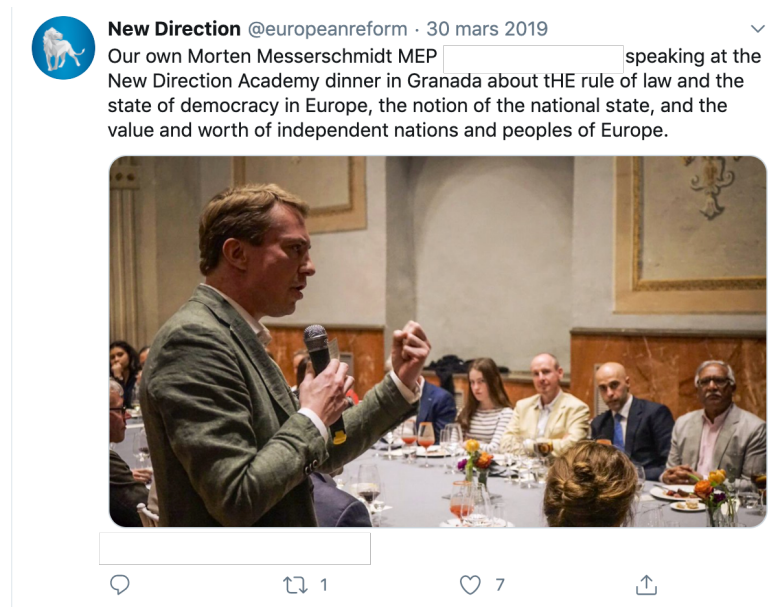 New Direction @europeanreform · 30 mars 2019
Our own Morten Messerschmidt MEP speaking at the
New Direction Academy dinner in Granada about tHE rule of law and the
state of democracy in Europe, the notion of the national state, and the
value and worth of independent nations and peoples of Europe.
1
7